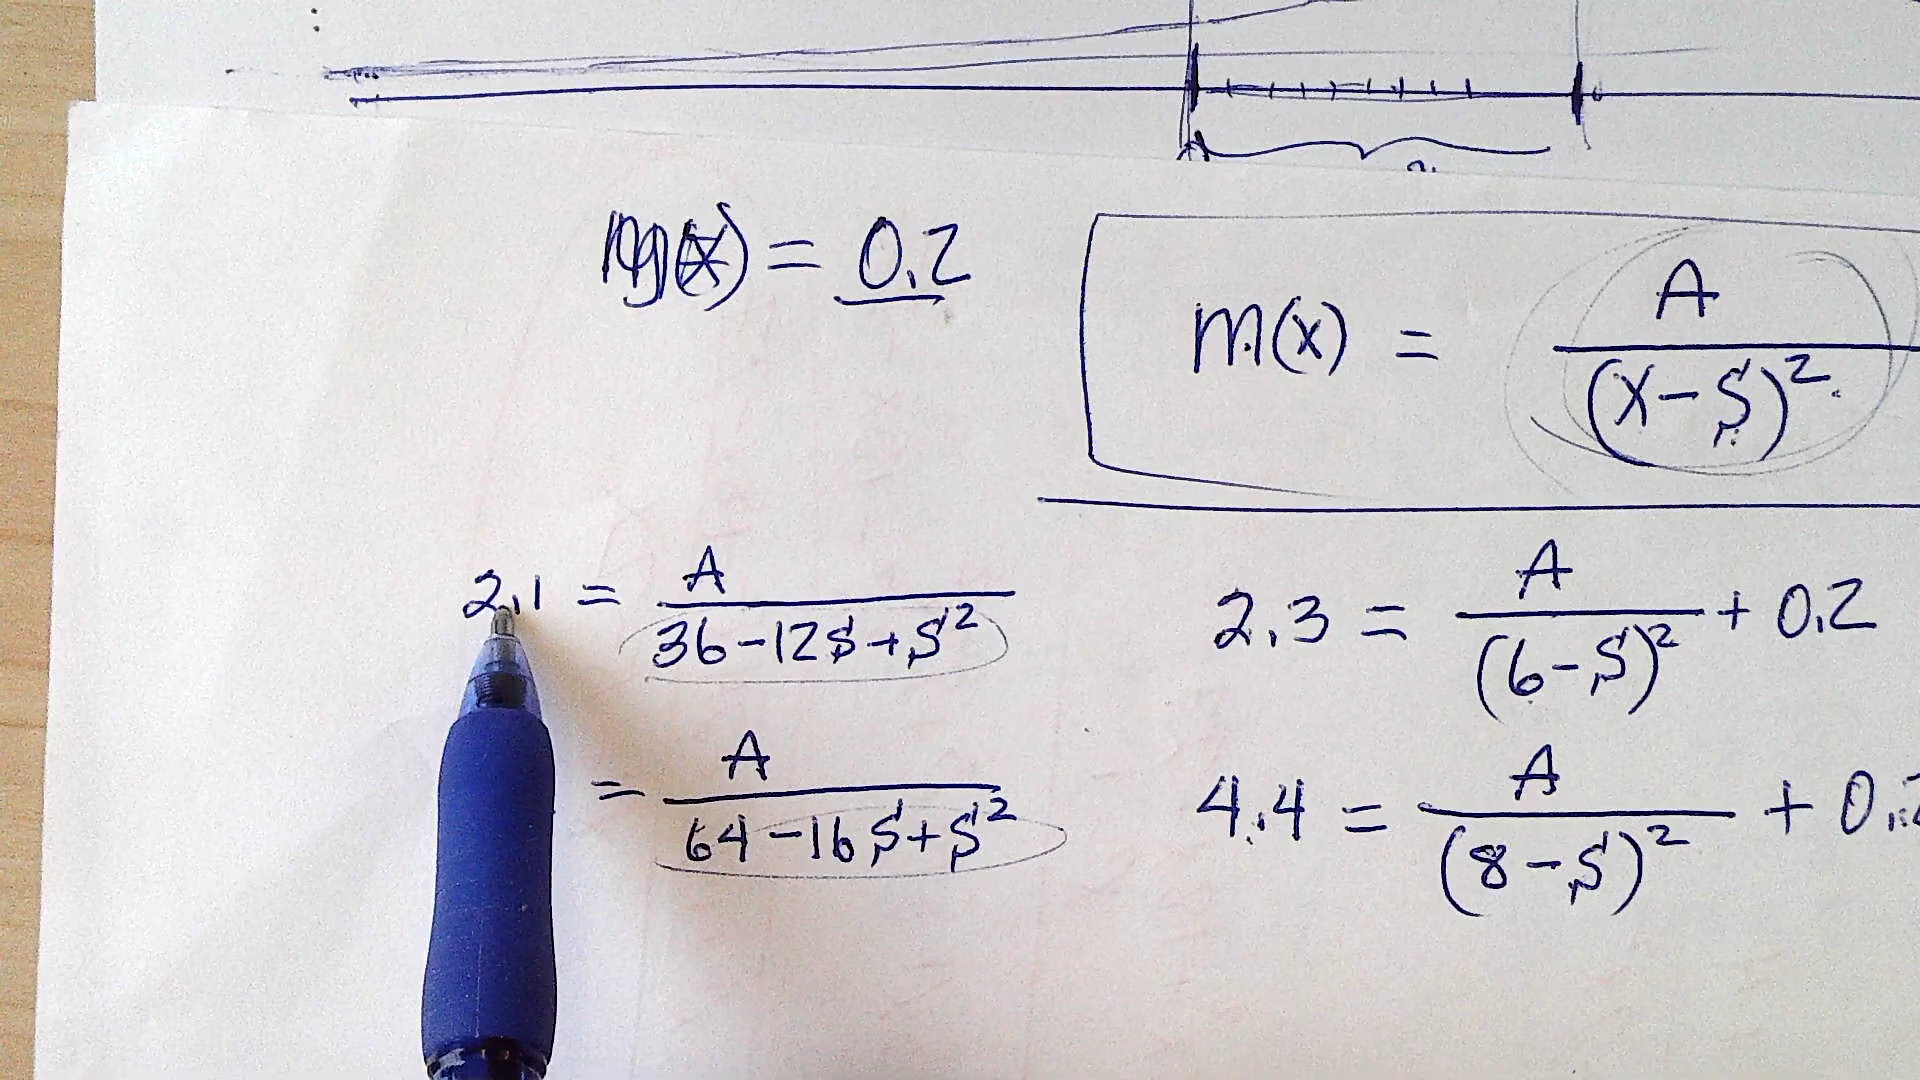 = 0.2
m(x) = A / (x-S)²
2.1 = A / 36-12S+S²
2.3 = A / (6-S)² + 0.2
= A / 64-16S+S²
4.4 = A / (8-S)² + 0.2